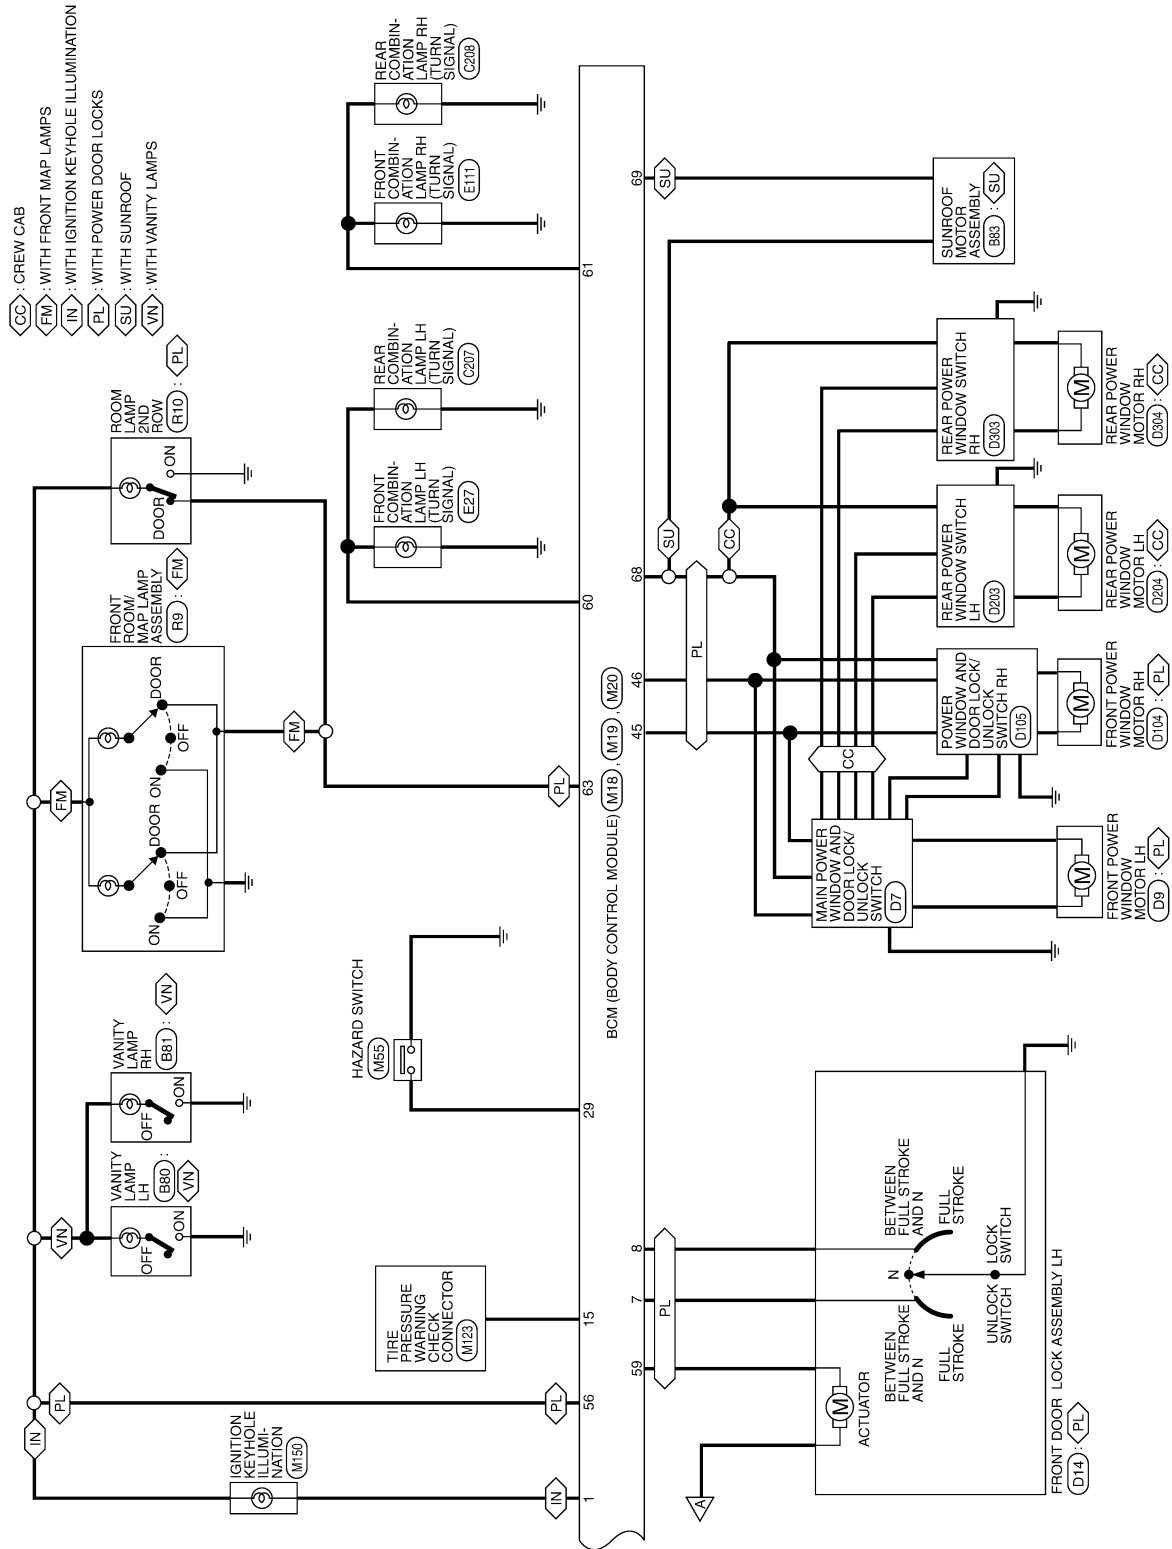 CC : CREW CAB
FM : WITH FRONT MAP LAMPS
IN : WITH IGNITION KEYHOLE ILLUMINATION
PL : WITH POWER DOOR LOCKS
SU : WITH SUNROOF
VN : WITH VANITY LAMPS
IGNITION
KEYHOLE
ILLUMI-
NATION
M150
IN
IN
1
PL
PL
56
VN
VANITY
LAMP
LH
B80 :
VN
OFF
ON
VANITY
LAMP
RH
B81 : VN
OFF
ON
FM
FRONT
ROOM/
MAP LAMP
ASSEMBLY
R9 : FM
ON
OFF
DOOR
ON
OFF
DOOR
FM
PL
63
ROOM
LAMP
2ND
ROW
R10 : PL
DOOR
ON
TIRE
PRESSURE
WARNING
CHECK
CONNECTOR
M123
15
HAZARD SWITCH
M55
29
FRONT
COMBIN-
ATION
LAMP LH
(TURN
SIGNAL)
E27
REAR
COMBIN-
ATION
LAMP LH
(TURN
SIGNAL)
C207
60
FRONT
COMBIN-
ATION
LAMP RH
(TURN
SIGNAL)
E111
REAR
COMBIN-
ATION
LAMP RH
(TURN
SIGNAL)
C208
61
BCM (BODY CONTROL MODULE) M18 , M19 , M20
59
7
8
45
46
68
69
PL
PL
SU
CC
SU
A
ACTUATOR
M
BETWEEN
FULL STROKE
AND N
FULL
STROKE
N
BETWEEN
FULL STROKE
AND N
FULL
STROKE
UNLOCK
SWITCH
LOCK
SWITCH
FRONT DOOR LOCK ASSEMBLY LH
D14 : PL
MAIN POWER
WINDOW AND
DOOR LOCK/
UNLOCK
SWITCH
D7
CC
M
FRONT POWER
WINDOW
MOTOR LH
D9 : PL
POWER
WINDOW AND
DOOR LOCK/
UNLOCK
SWITCH RH
D105
M
FRONT POWER
WINDOW
MOTOR RH
D104 : PL
REAR POWER
WINDOW SWITCH
LH
D203
M
REAR POWER
WINDOW
MOTOR LH
D204 : CC
REAR POWER
WINDOW SWITCH
RH
D303
M
REAR POWER
WINDOW
MOTOR RH
D304 : CC
SUNROOF
MOTOR
ASSEMBLY
B83 : SU